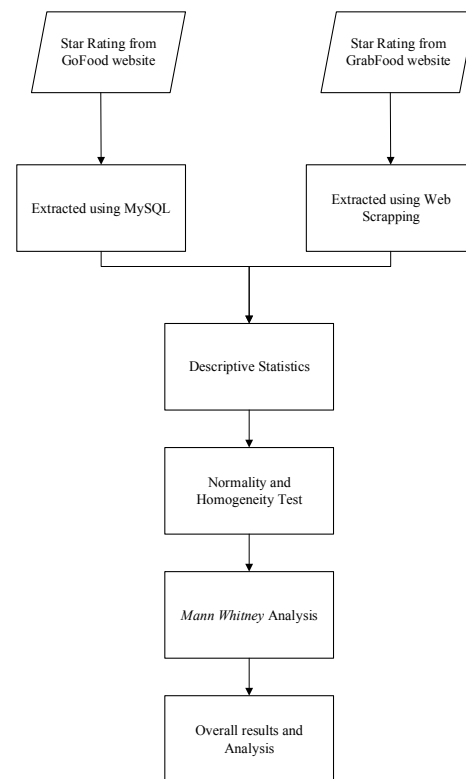 Star Rating from
GoFood website
Star Rating from
GrabFood website
Extracted using MySQL
Extracted using Web
Scrapping
Descriptive Statistics
Normality and
Homogeneity Test
Mann Whitney Analysis
Overall results and
Analysis